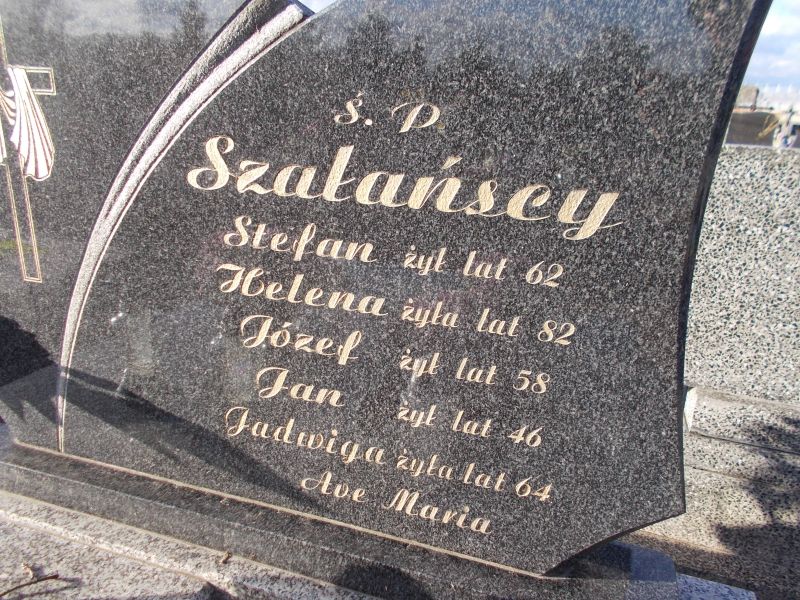 Ś. P
Szałańscy
Stefan żył lat 62
Helena żyła lat 82
Józef żył lat 58
Jan żył lat 46
Jadwiga żyła lat 64
Ave Maria